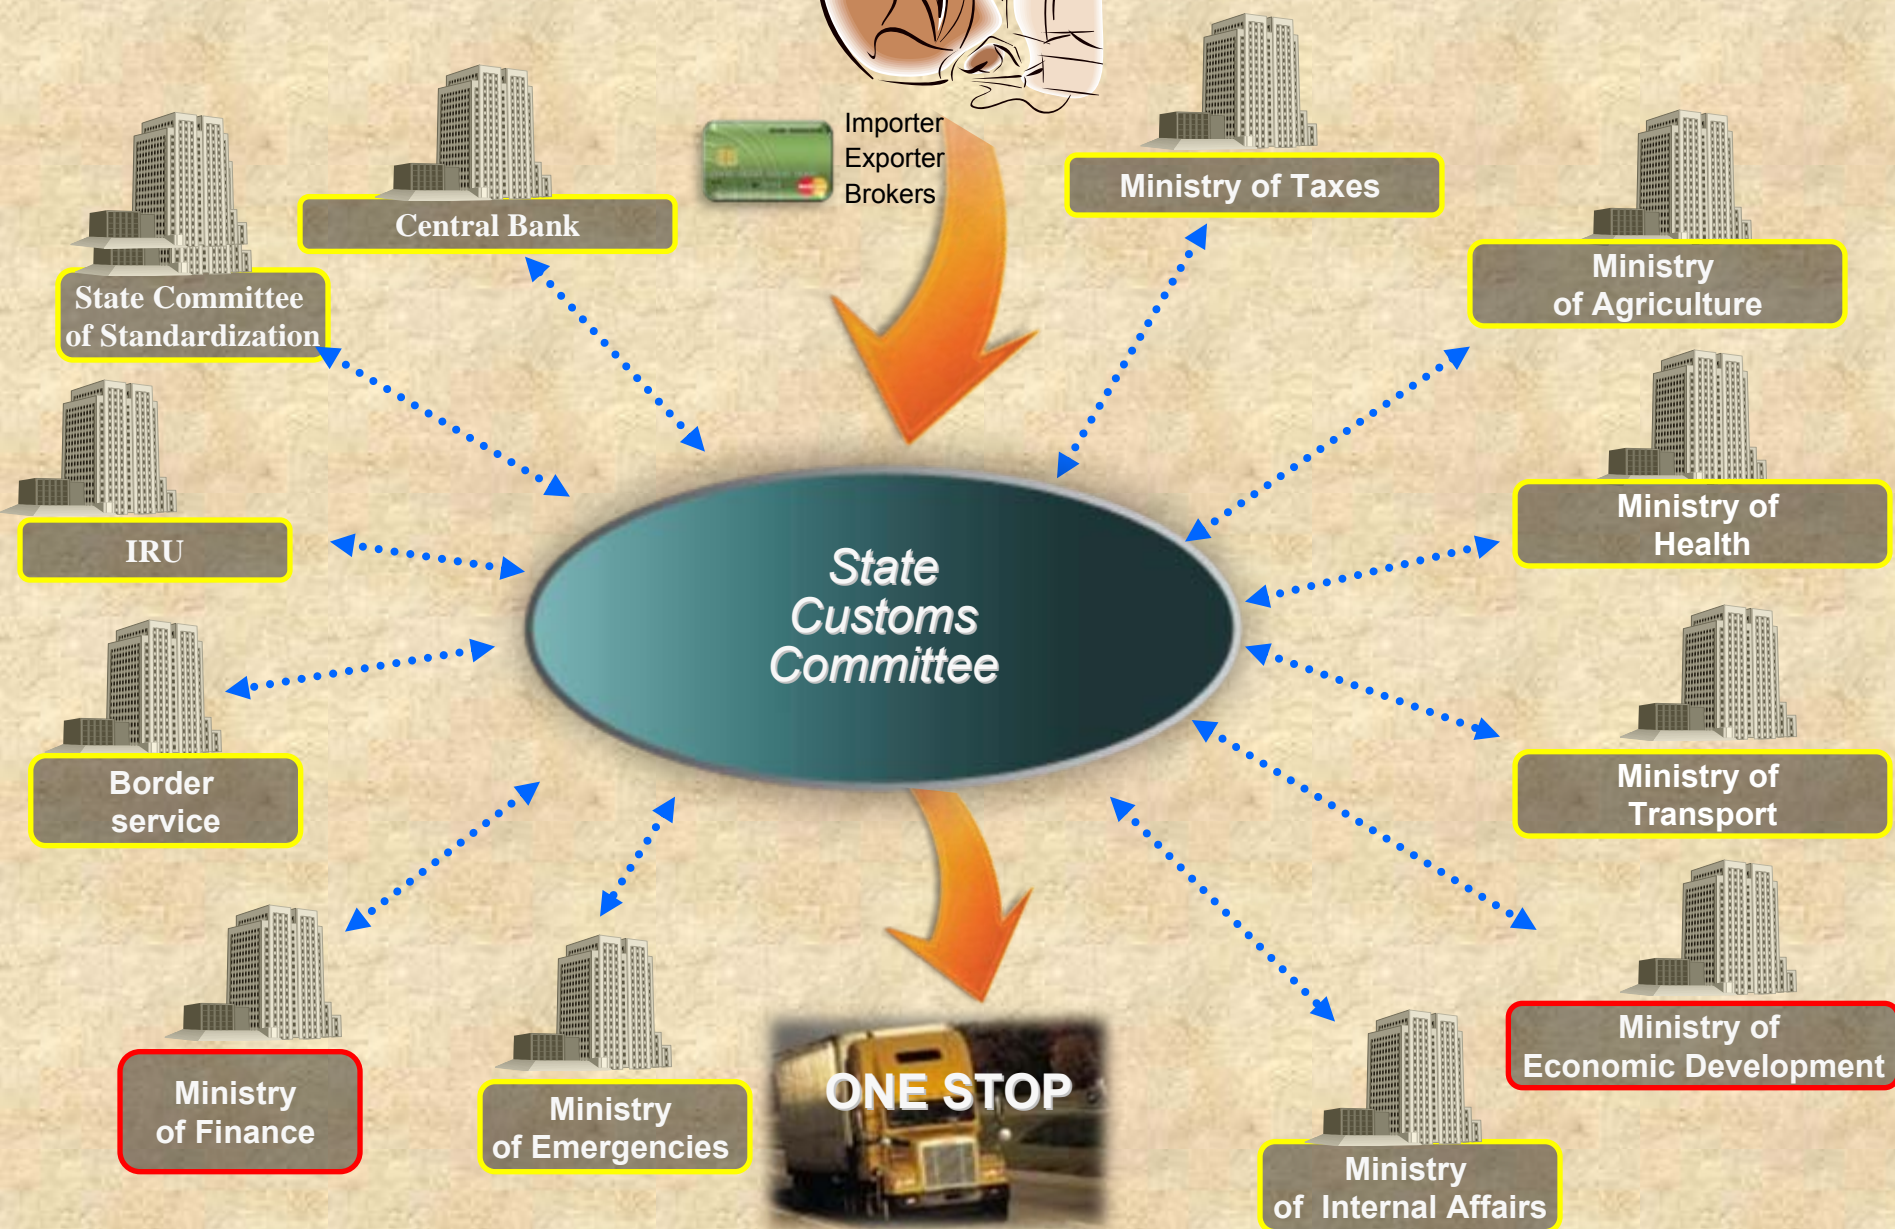 Importer
Exporter
Brokers
Ministry of Taxes
Central Bank
State Committee
of Standardization
Ministry
of Agriculture
IRU
Ministry of
Health
State
Customs
Committee
Border
service
Ministry of
Transport
Ministry
of Finance
Ministry
of Emergencies
ONE STOP
Ministry of
Economic Development
Ministry
of Internal Affairs